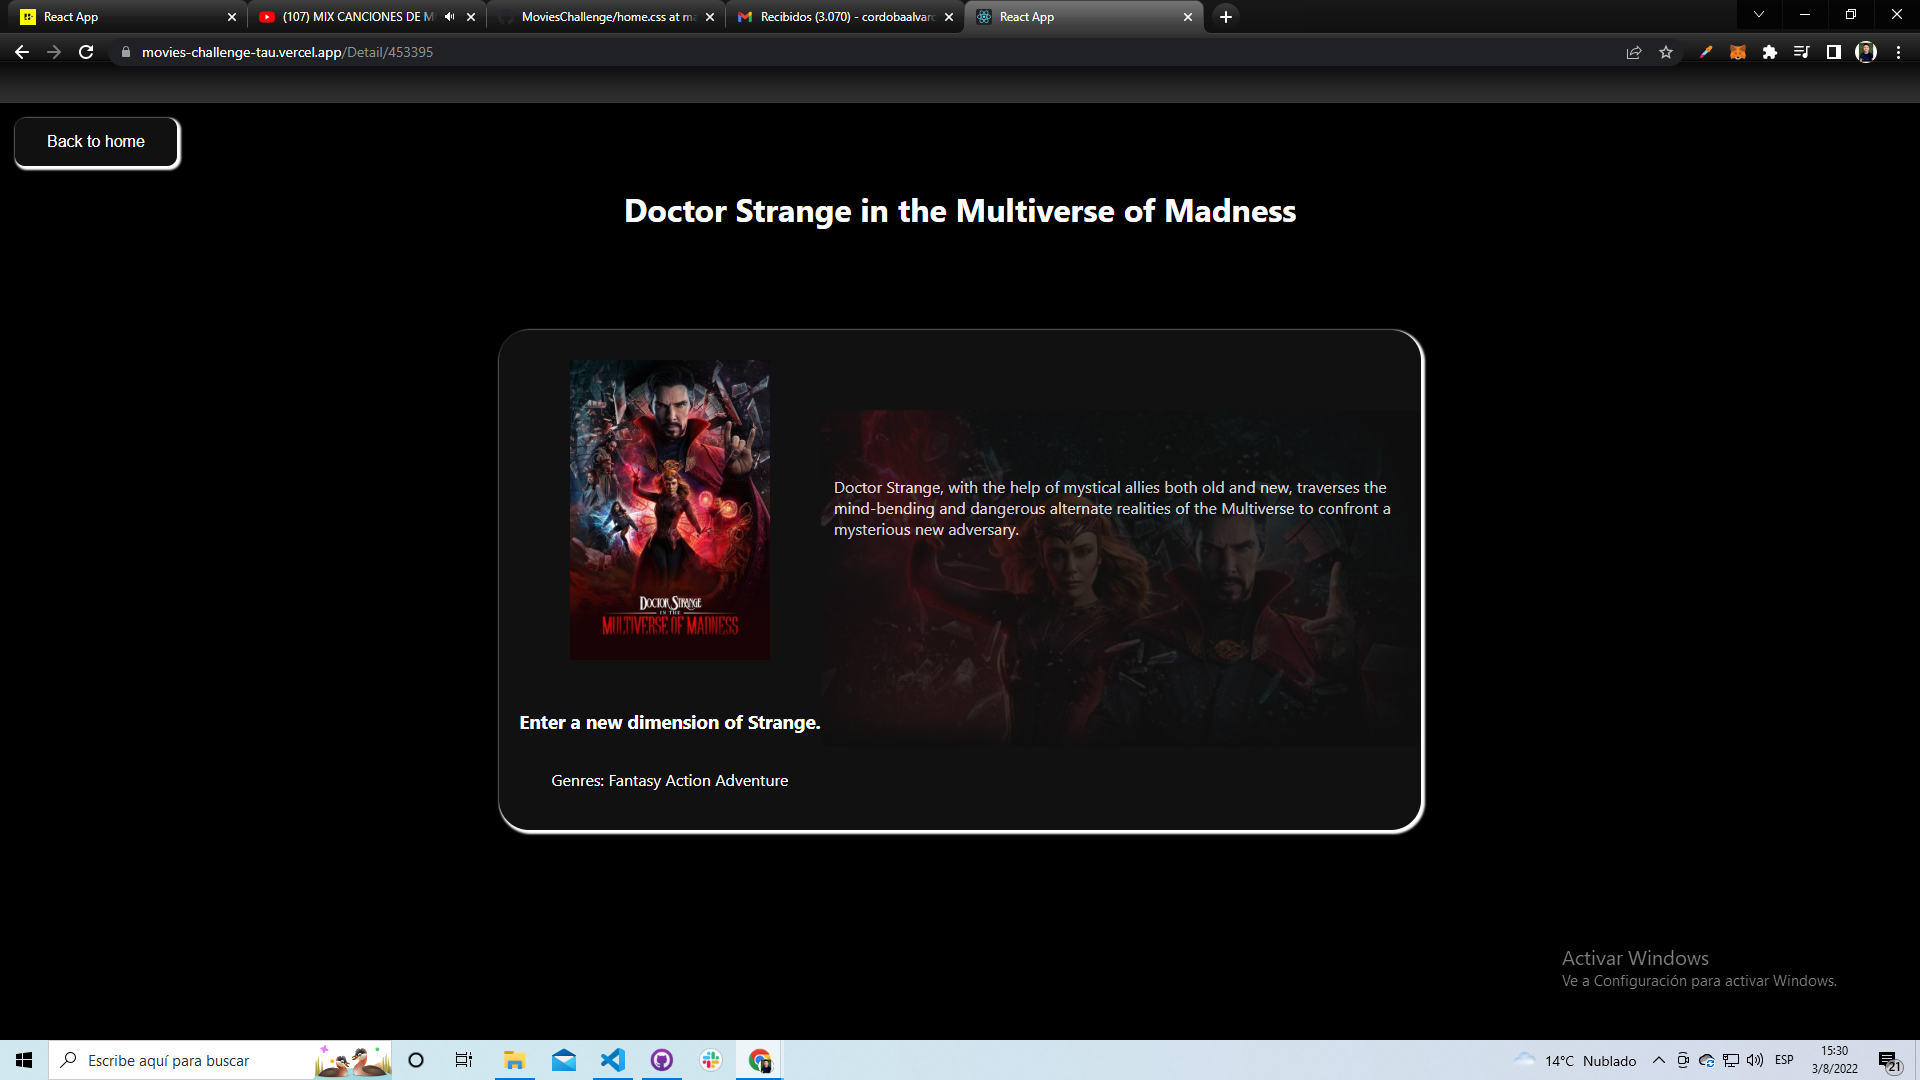 React App
(107) MIX CANCIONES DE M
MoviesChallenge/home.css at ma
Recibidos (3.070) - cordobaalvaro
React App
movies-challenge-tau.vercel.app/Detail/453395
Back to home
Doctor Strange in the Multiverse of Madness
DOCTOR STRANGE
IN THE
MULTIVERSE OF MADNESS
Doctor Strange, with the help of mystical allies both old and new, traverses the
mind-bending and dangerous alternate realities of the Multiverse to confront a
mysterious new adversary.
Enter a new dimension of Strange.
Genres: Fantasy Action Adventure
Activar Windows
Ve a Configuración para activar Windows.
Escribe aquí para buscar
14°C Nublado
ESP
15:30
3/8/2022
21